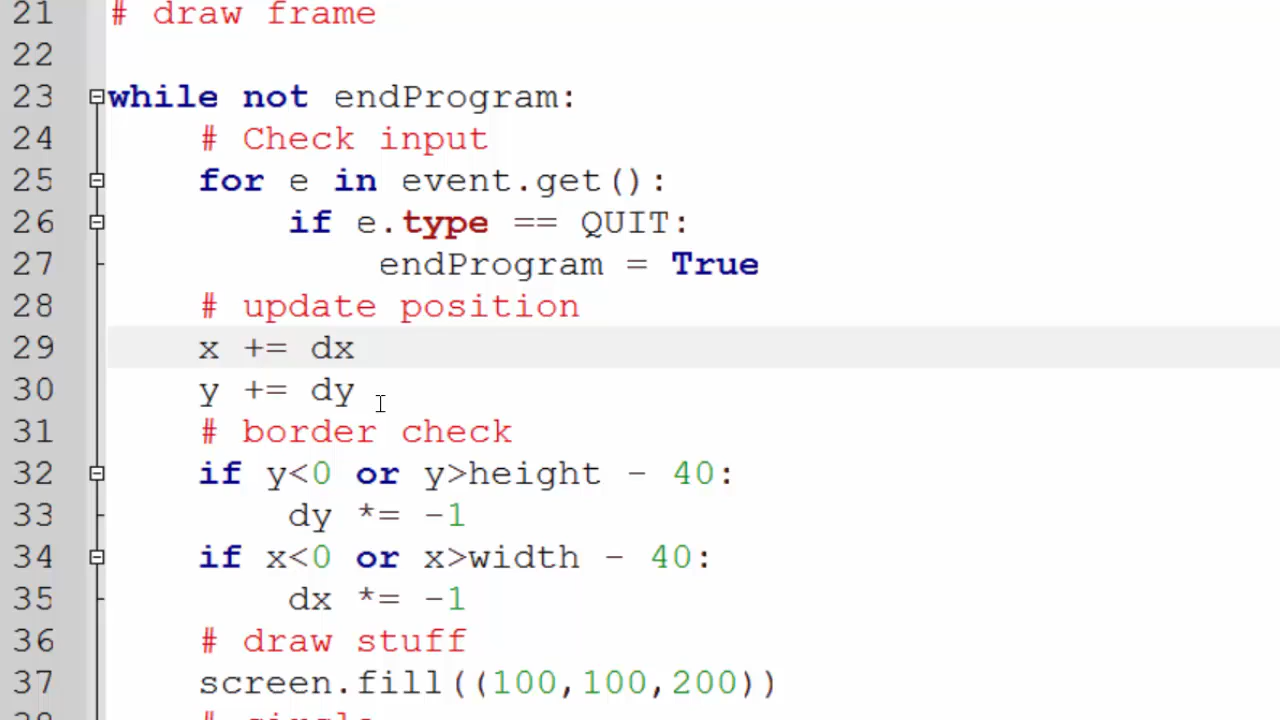 21 # draw frame
22
23 while not endProgram:
24 # Check input
25 for e in event.get():
26 if e.type == QUIT:
27 endProgram = True
28 # update position
29 x += dx
30 y += dy
31 # border check
32 if y<0 or y>height - 40:
33 dy *= -1
34 if x<0 or x>width - 40:
35 dx *= -1
36 # draw stuff
37 screen.fill((100,100,200))